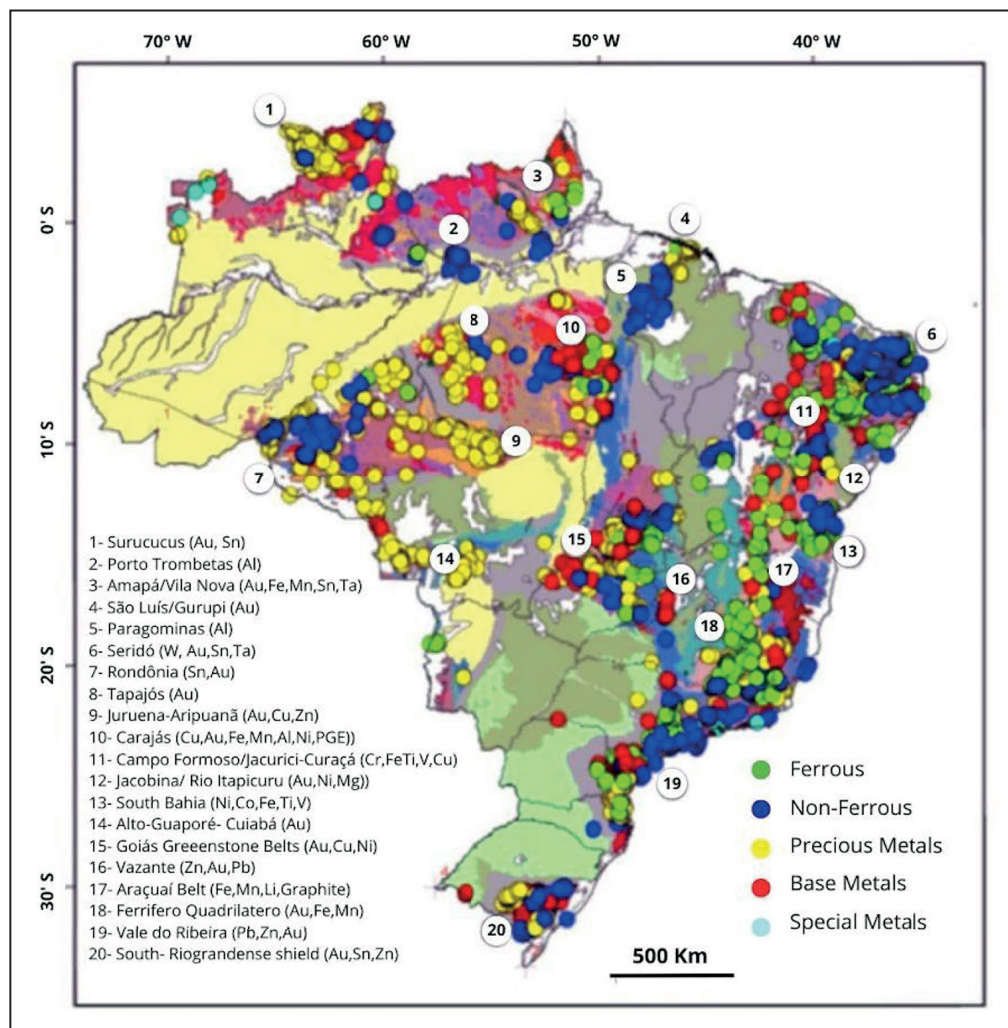 70° W 60° W 50° W 40° W
0° S
10° S
20° S
30° S
1
2
3
4
5
6
7
8
9
10
11
12
13
14
15
16
17
18
19
20
1- Surucucus (Au, Sn)
2- Porto Trombetas (Al)
3- Amapá/Vila Nova (Au,Fe,Mn,Sn,Ta)
4- São Luís/Gurupi (Au)
5- Paragominas (Al)
6- Seridó (W, Au,Sn,Ta)
7- Rondônia (Sn,Au)
8- Tapajós (Au)
9- Juruena-Aripuanã (Au,Cu,Zn)
10- Carajás (Cu,Au,Fe,Mn,Al,Ni,PGE))
11- Campo Formoso/Jacurici-Curaçá (Cr,FeTi,V,Cu)
12- Jacobina/ Rio Itapicuru (Au,Ni,Mg))
13- South Bahia (Ni,Co,Fe,Ti,V)
14- Alto-Guaporé- Cuiabá (Au)
15- Goiás Greeenstone Belts (Au,Cu,Ni)
16- Vazante (Zn,Au,Pb)
17- Araçuaí Belt (Fe,Mn,Li,Graphite)
18- Ferrifero Quadrilatero (Au,Fe,Mn)
19- Vale do Ribeira (Pb,Zn,Au)
20- South- Riograndense shield (Au,Sn,Zn)
Ferrous
Non-Ferrous
Precious Metals
Base Metals
Special Metals
500 Km